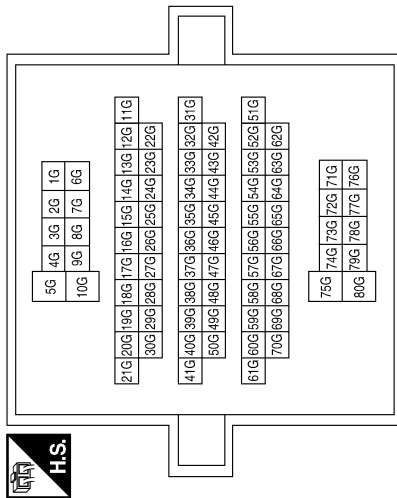 H.S.
5G 4G 3G 2G 1G
10G 9G 8G 7G 6G
21G 20G 19G 18G 17G 16G 15G 14G 13G 12G 11G
30G 29G 28G 27G 26G 25G 24G 23G 22G
41G 40G 39G 38G 37G 36G 35G 34G 33G 32G 31G
50G 49G 48G 47G 46G 45G 44G 43G 42G
61G 60G 59G 58G 57G 56G 55G 54G 53G 52G 51G
70G 69G 68G 67G 66G 65G 64G 63G 62G
75G 74G 73G 72G 71G
80G 79G 78G 77G 76G